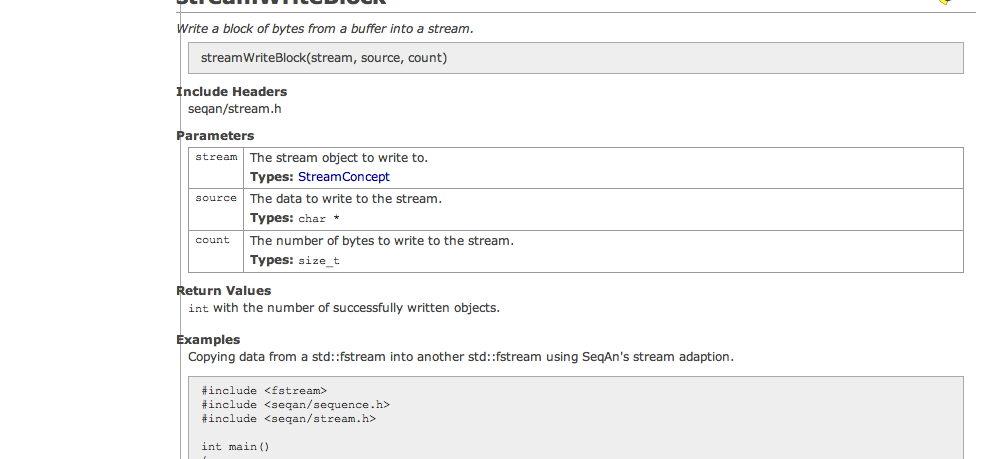 streamWriteBlock
Write a block of bytes from a buffer into a stream.
streamWriteBlock(stream, source, count)
Include Headers
seqan/stream.h
Parameters
stream The stream object to write to.
Types: StreamConcept
source The data to write to the stream.
Types: char *
count The number of bytes to write to the stream.
Types: size_t
Return Values
int with the number of successfully written objects.
Examples
Copying data from a std::fstream into another std::fstream using SeqAn's stream adaption.
#include <fstream>
#include <seqan/sequence.h>
#include <seqan/stream.h>
int main()
{